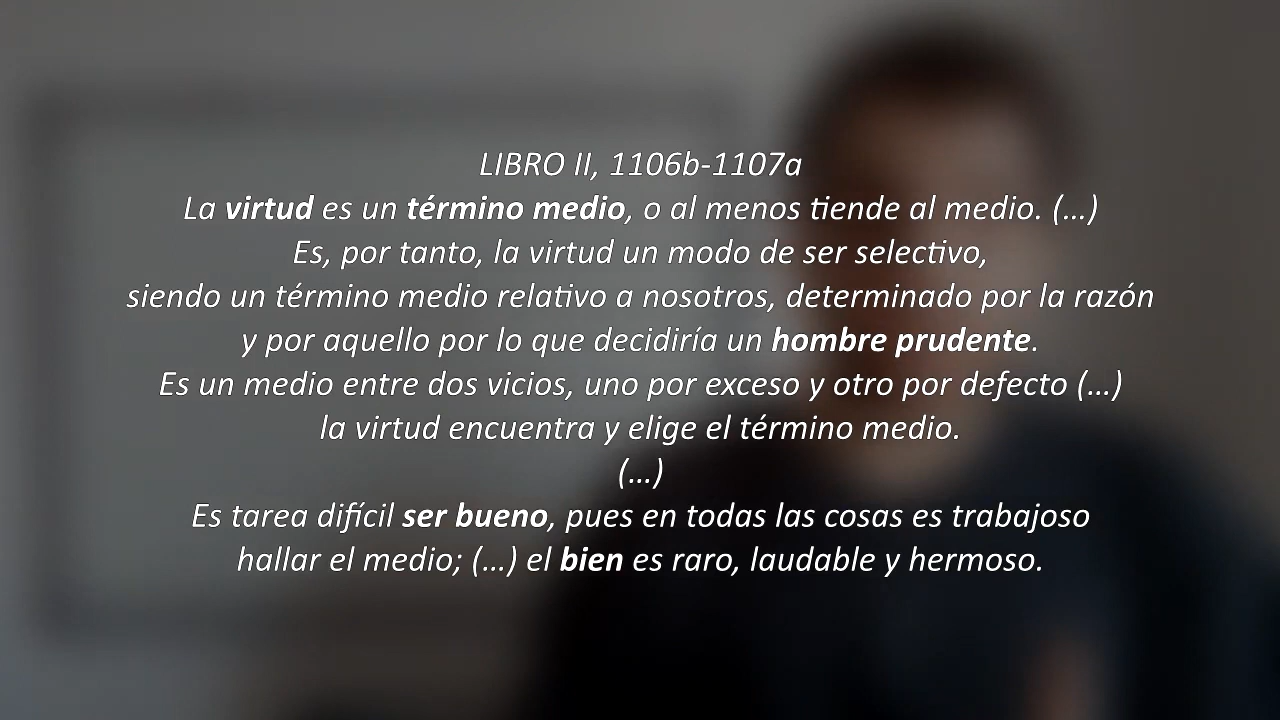 LIBRO II, 1106b-1107a
La virtud es un término medio, o al menos tiende al medio. (...)
Es, por tanto, la virtud un modo de ser selectivo,
siendo un término medio relativo a nosotros, determinado por la razón
y por aquello por lo que decidiría un hombre prudente.
Es un medio entre dos vicios, uno por exceso y otro por defecto (...)
la virtud encuentra y elige el término medio.
(...)
Es tarea difícil ser bueno, pues en todas las cosas es trabajoso
hallar el medio; (...) el bien es raro, laudable y hermoso.